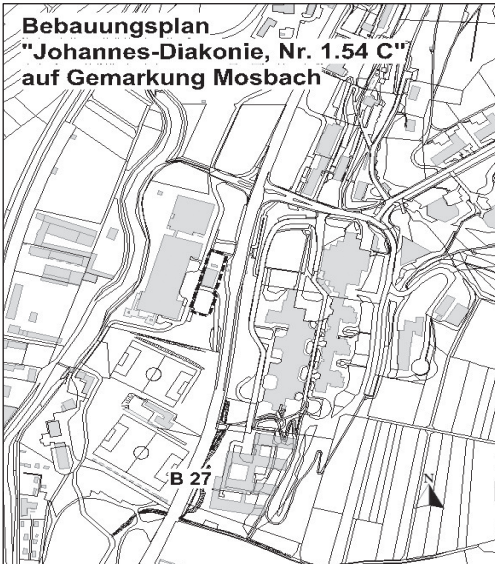 Bebauungsplan
"Johannes-Diakonie, Nr. 1.54 C"
auf Gemarkung Mosbach
B 27
N